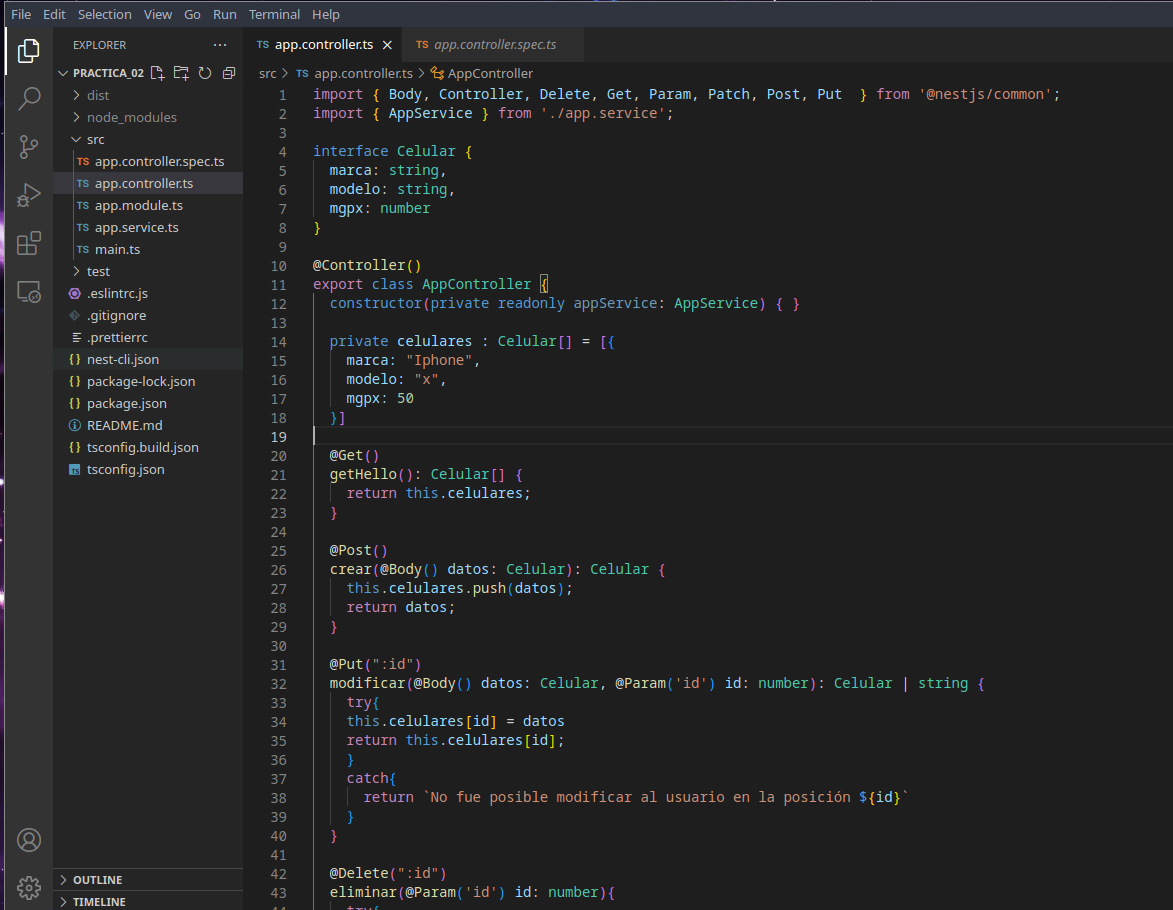 File Edit Selection View Go Run Terminal Help
EXPLORER ...
PRACTICA_02
dist
node_modules
src
TS app.controller.spec.ts
TS app.controller.ts
TS app.module.ts
TS app.service.ts
TS main.ts
test
.eslintrc.js
.gitignore
.prettierrc
{} nest-cli.json
{} package-lock.json
{} package.json
README.md
{} tsconfig.build.json
TS tsconfig.json
OUTLINE
TIMELINE
TS app.controller.ts × TS app.controller.spec.ts
src > TS app.controller.ts > AppController
1 import { Body, Controller, Delete, Get, Param, Patch, Post, Put  } from '@nestjs/common';
2 import { AppService } from './app.service';
3
4 interface Celular {
5   marca: string,
6   modelo: string,
7   mgpx: number
8 }
9
10 @Controller()
11 export class AppController {
12   constructor(private readonly appService: AppService) { }
13
14   private celulares : Celular[] = [{
15     marca: "Iphone",
16     modelo: "x",
17     mgpx: 50
18   }]
19
20   @Get()
21   getHello(): Celular[] {
22     return this.celulares;
23   }
24
25   @Post()
26   crear(@Body() datos: Celular): Celular {
27     this.celulares.push(datos);
28     return datos;
29   }
30
31   @Put(":id")
32   modificar(@Body() datos: Celular, @Param('id') id: number): Celular | string {
33     try{
34     this.celulares[id] = datos
35     return this.celulares[id];
36     }
37     catch{
38       return `No fue posible modificar al usuario en la posición ${id}`
39     }
40   }
41
42   @Delete(":id")
43   eliminar(@Param('id') id: number){
44     try{